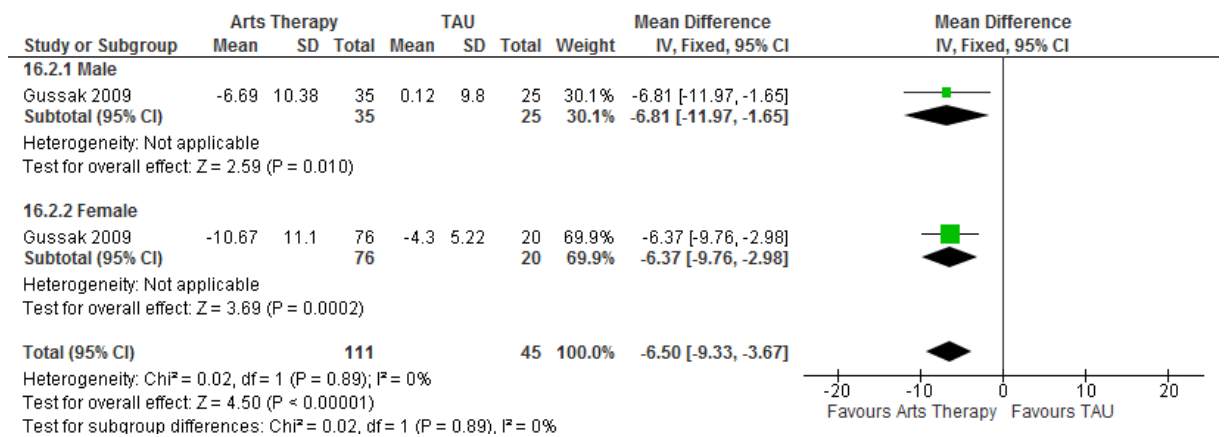 Arts Therapy TAU Mean Difference Mean Difference
Study or Subgroup Mean SD Total Mean SD Total Weight IV, Fixed, 95% CI IV, Fixed, 95% CI
16.2.1 Male
Gussak 2009 -6.69 10.38 35 0.12 9.8 25 30.1% -6.81 [-11.97, -1.65]
Subtotal (95% CI) 35 25 30.1% -6.81 [-11.97, -1.65]
Heterogeneity: Not applicable
Test for overall effect: Z = 2.59 (P = 0.010)
16.2.2 Female
Gussak 2009 -10.67 11.1 76 -4.3 5.22 20 69.9% -6.37 [-9.76, -2.98]
Subtotal (95% CI) 76 20 69.9% -6.37 [-9.76, -2.98]
Heterogeneity: Not applicable
Test for overall effect: Z = 3.69 (P = 0.0002)
Total (95% CI) 111 45 100.0% -6.50 [-9.33, -3.67]
Heterogeneity: Chi² = 0.02, df = 1 (P = 0.89); I² = 0%
Test for overall effect: Z = 4.50 (P < 0.00001)
Test for subgroup differences: Chi² = 0.02, df = 1 (P = 0.89), I² = 0%
-20 -10 0 10 20
Favours Arts Therapy Favours TAU